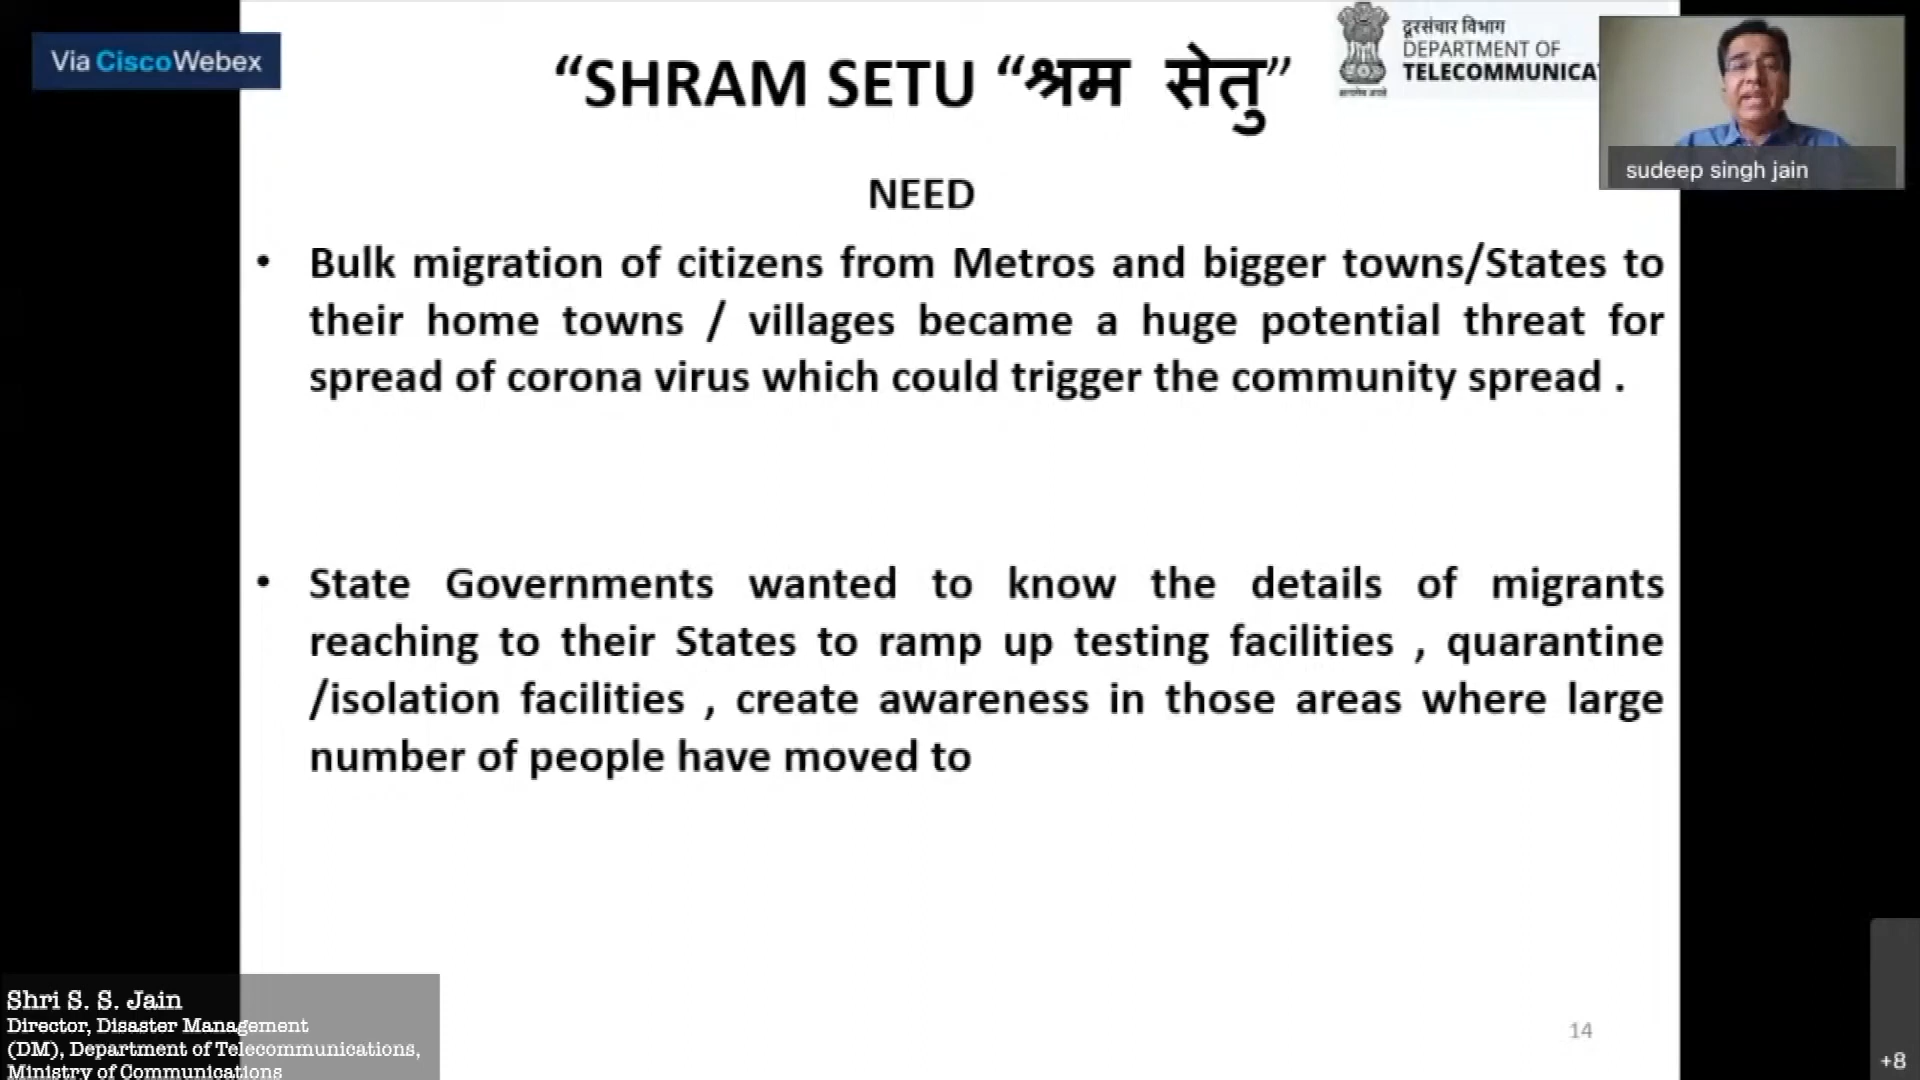 Via CiscoWebex
“SHRAM SETU “श्रम सेतु”
दूरसंचार विभाग
DEPARTMENT OF
TELECOMMUNICA
sudeep singh jain
NEED
• Bulk migration of citizens from Metros and bigger towns/States to
their home towns / villages became a huge potential threat for
spread of corona virus which could trigger the community spread .
• State Governments wanted to know the details of migrants
reaching to their States to ramp up testing facilities , quarantine
/isolation facilities , create awareness in those areas where large
number of people have moved to
Shri S. S. Jain
Director, Disaster Management
(DM), Department of Telecommunications,
Ministry of Communications
14
+8